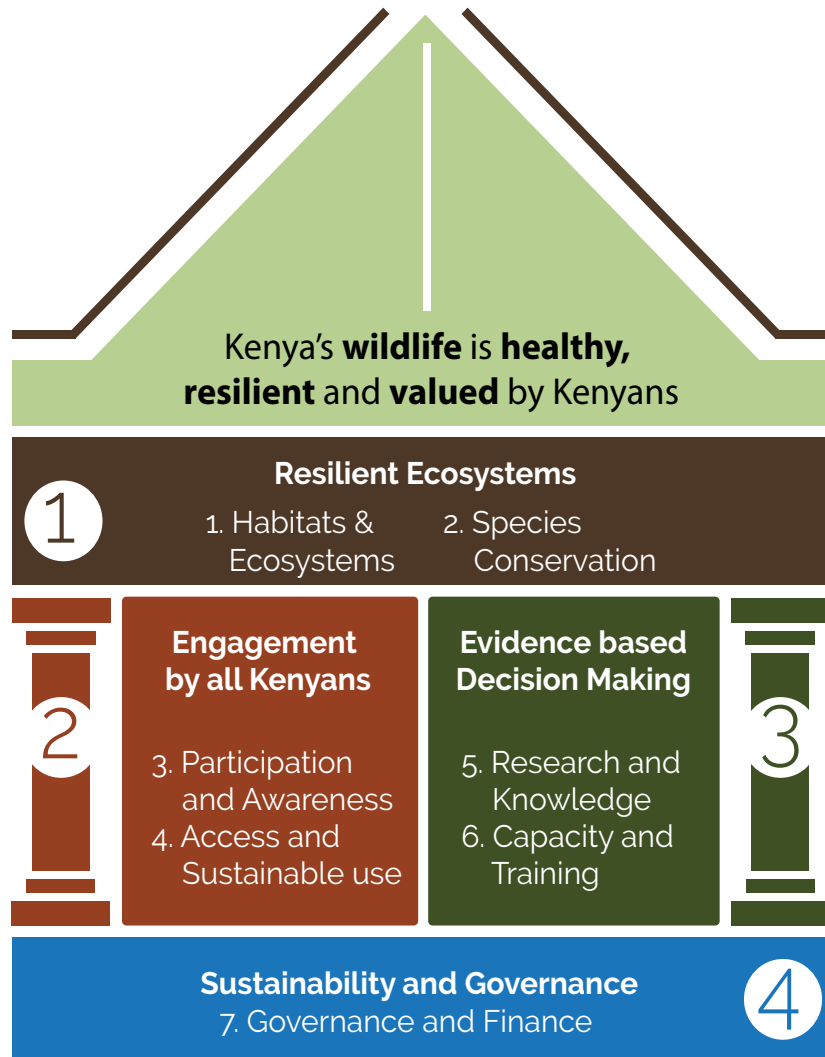 Kenya's wildlife is healthy,
resilient and valued by Kenyans
Resilient Ecosystems
1
1. Habitats &
Ecosystems
2. Species
Conservation
2
Engagement
by all Kenyans
3. Participation
and Awareness
4. Access and
Sustainable use
Evidence based
Decision Making
5. Research and
Knowledge
6. Capacity and
Training
3
Sustainability and Governance
7. Governance and Finance
4